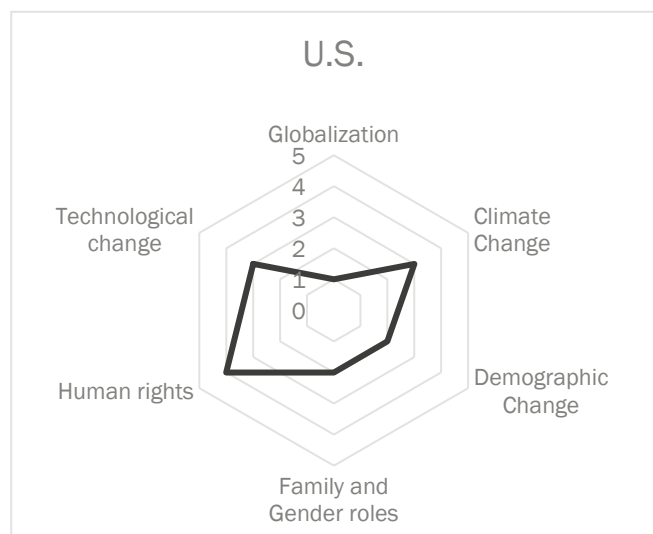 U.S.
Globalization
5
4
3
2
1
0
Climate
Change
Demographic
Change
Family and
Gender roles
Human rights
Technological
change